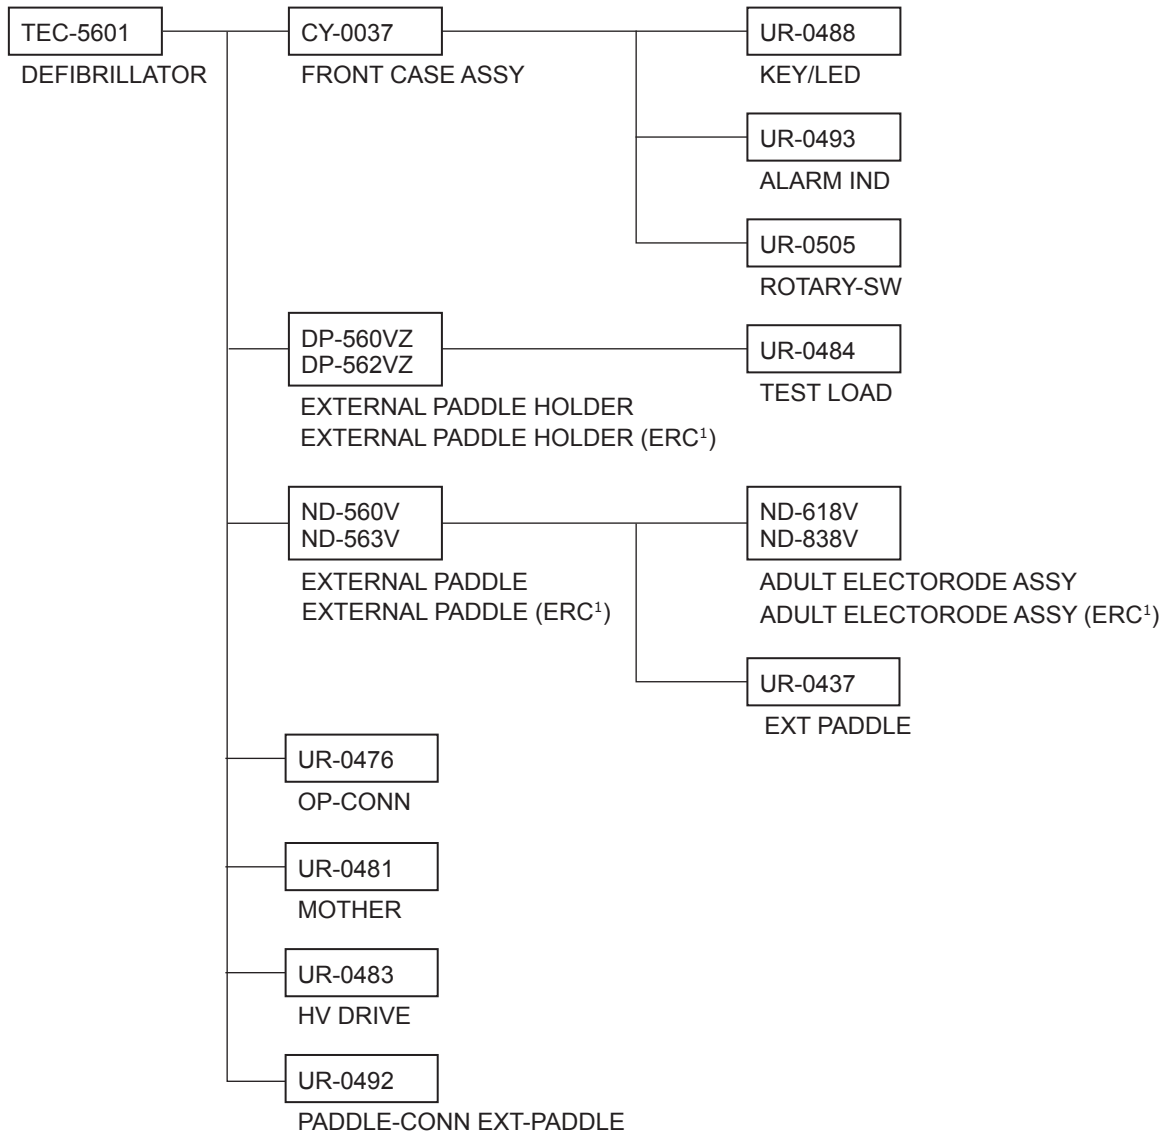 TEC-5601
DEFIBRILLATOR
CY-0037
FRONT CASE ASSY
UR-0488
KEY/LED
UR-0493
ALARM IND
UR-0505
ROTARY-SW
DP-560VZ
DP-562VZ
EXTERNAL PADDLE HOLDER
EXTERNAL PADDLE HOLDER (ERC¹)
UR-0484
TEST LOAD
ND-560V
ND-563V
EXTERNAL PADDLE
EXTERNAL PADDLE (ERC¹)
ND-618V
ND-838V
ADULT ELECTORODE ASSY
ADULT ELECTORODE ASSY (ERC¹)
UR-0437
EXT PADDLE
UR-0476
OP-CONN
UR-0481
MOTHER
UR-0483
HV DRIVE
UR-0492
PADDLE-CONN EXT-PADDLE